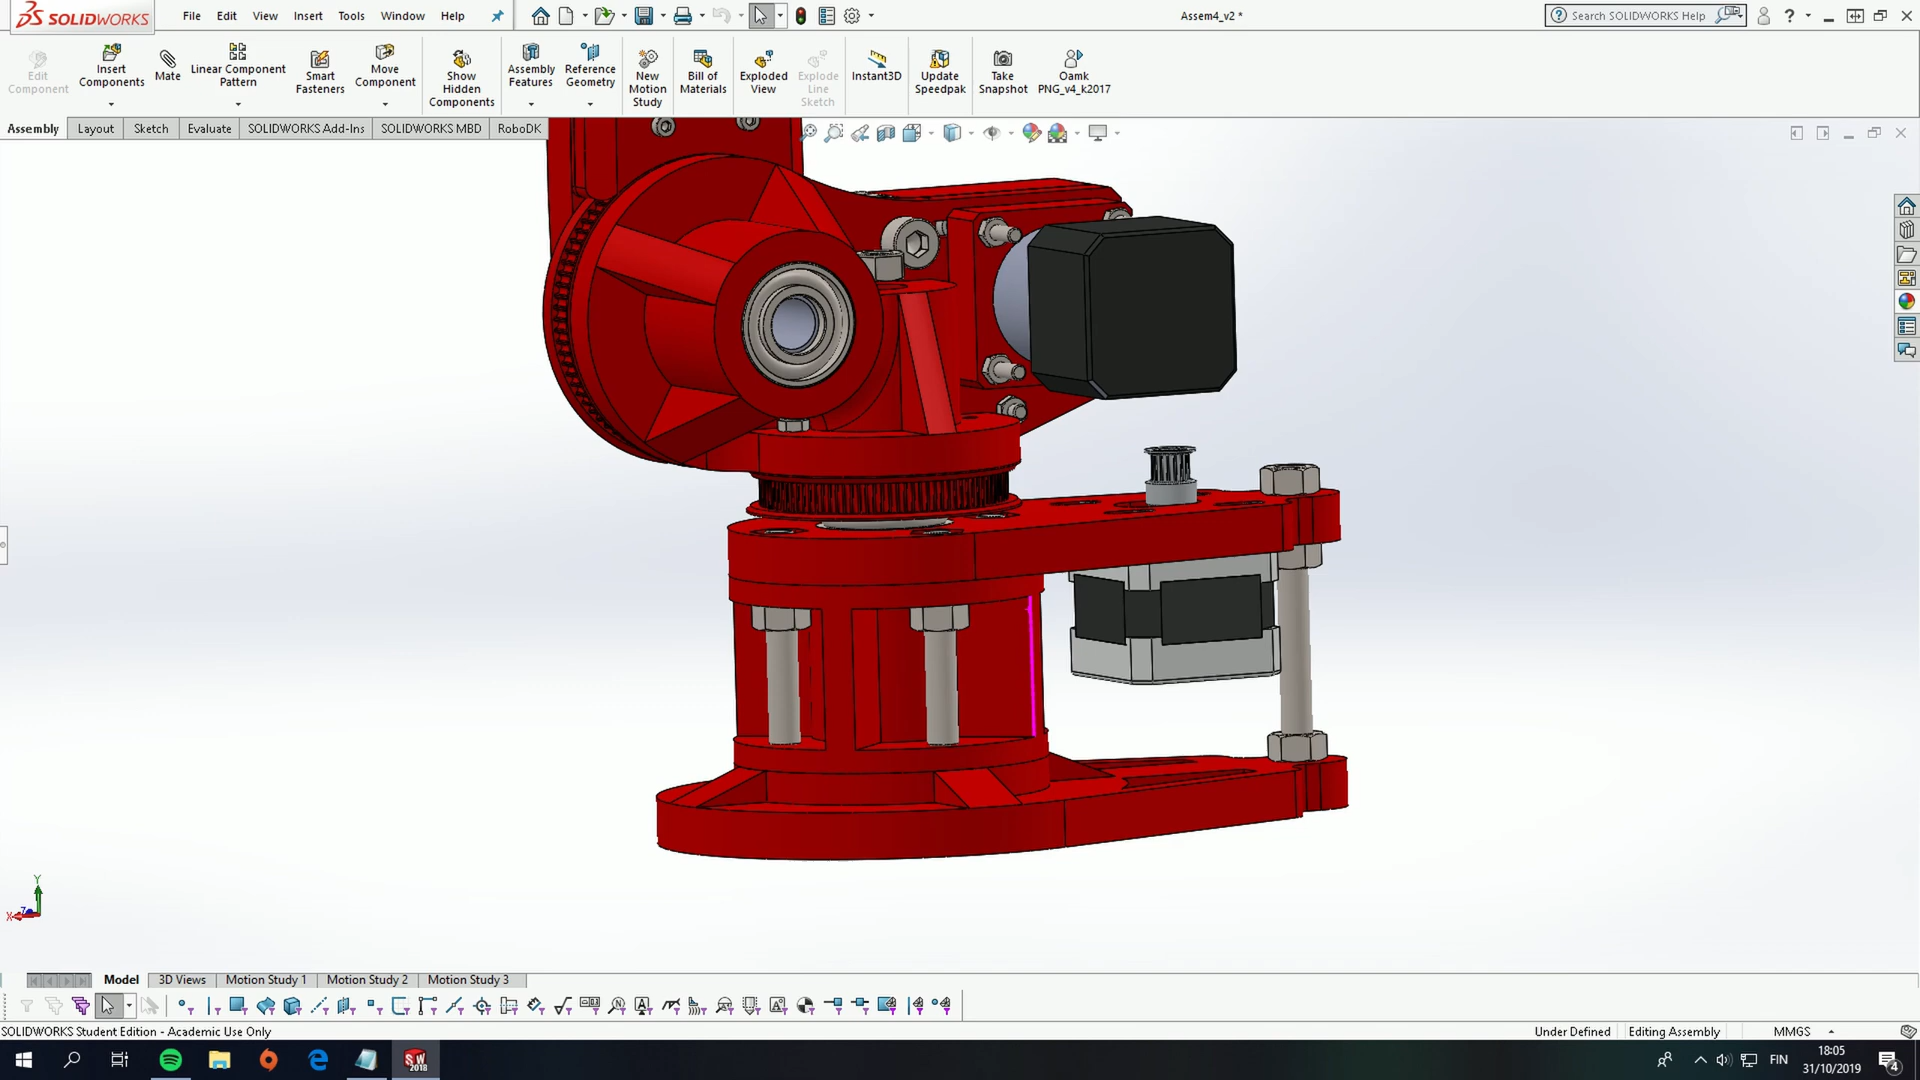 SOLIDWORKS
File Edit View Insert Tools Window Help
Assem4_v2 *
Search SOLIDWORKS Help
?
Edit Component
Insert Components
Mate
Linear Component Pattern
Smart Fasteners
Move Component
Show Hidden Components
Assembly Features
Reference Geometry
New Motion Study
Bill of Materials
Exploded View
Explode Line Sketch
Instant3D
Update Speedpak
Take Snapshot
Oamk PNG_v4_k2017
Assembly Layout Sketch Evaluate SOLIDWORKS Add-Ins SOLIDWORKS MBD RoboDK
Y
X Z
Model 3D Views Motion Study 1 Motion Study 2 Motion Study 3
SOLIDWORKS Student Edition - Academic Use Only
Under Defined Editing Assembly MMGS
SW 2018
FIN
18:05
31/10/2019
4